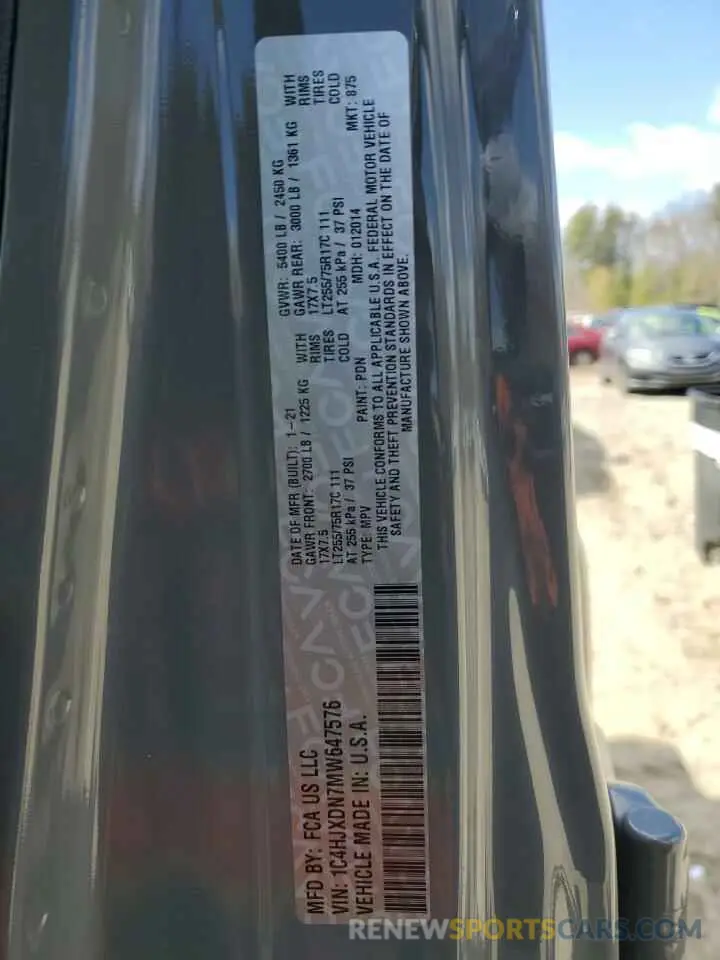 MFD BY: FCA US LLC
DATE OF MFR (BUILT): 1-21
GVWR: 5400 LB / 2450 KG
GAWR FRONT: 2700 LB / 1225 KG WITH
GAWR REAR: 3000 LB / 1361 KG WITH
17X7.5 RIMS
17X7.5 RIMS
LT255/75R17C 111 TIRES
LT255/75R17C 111 TIRES
AT 255 kPa / 37 PSI COLD
AT 255 kPa / 37 PSI COLD
VIN: 1C4HJXDN7MW647576
TYPE: MPV
PAINT: PDN
MDH: 012014
MKT: 875
VEHICLE MADE IN: U.S.A.
THIS VEHICLE CONFORMS TO ALL APPLICABLE U.S.A. FEDERAL MOTOR VEHICLE
SAFETY AND THEFT PREVENTION STANDARDS IN EFFECT ON THE DATE OF
MANUFACTURE SHOWN ABOVE.
RENEWSPORTSCARS.COM